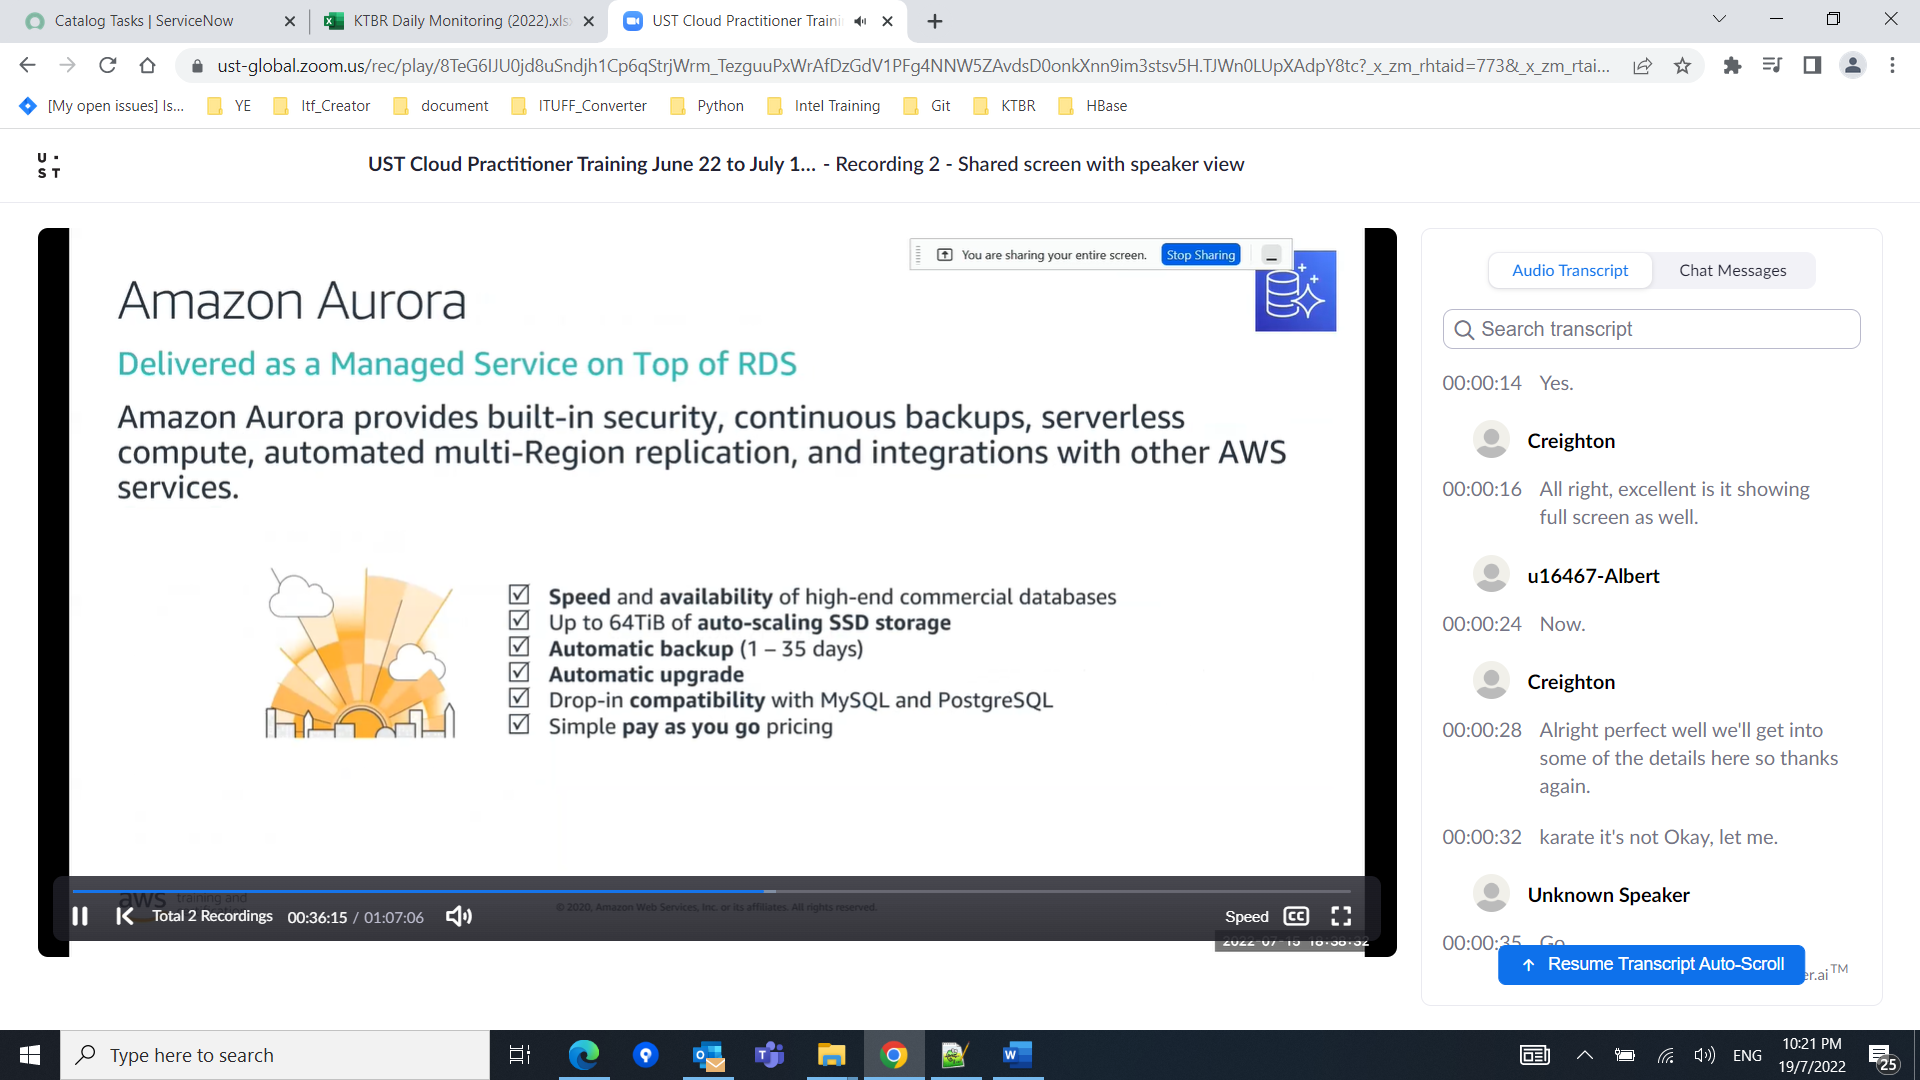 Catalog Tasks | ServiceNow
KTBR Daily Monitoring (2022).xls
UST Cloud Practitioner Traini
ust-global.zoom.us/rec/play/8TeG6IJU0jd8uSndjh1Cp6qStrjWrm_TezguuPxWrAfDzGdV1PFg4NNW5ZAvdsD0onkXnn9im3stsv5H.TJWn0LUpXAdpY8tc?_x_zm_rhtaid=773&_x_zm_rtai...
[My open issues] Is...
YE
Itf_Creator
document
ITUFF_Converter
Python
Intel Training
Git
KTBR
HBase
U·
ST
UST Cloud Practitioner Training June 22 to July 1... - Recording 2 - Shared screen with speaker view
You are sharing your entire screen.
Stop Sharing
Amazon Aurora
Delivered as a Managed Service on Top of RDS
Amazon Aurora provides built-in security, continuous backups, serverless
compute, automated multi-Region replication, and integrations with other AWS
services.
Speed and availability of high-end commercial databases
Up to 64TiB of auto-scaling SSD storage
Automatic backup (1 – 35 days)
Automatic upgrade
Drop-in compatibility with MySQL and PostgreSQL
Simple pay as you go pricing
aws training and
© 2020, Amazon Web Services, Inc. or its affiliates. All rights reserved.
Total 2 Recordings
00:36:15 / 01:07:06
Speed
CC
2022-07-15 18:38:32
Audio Transcript
Chat Messages
Search transcript
00:00:14 Yes.
Creighton
00:00:16 All right, excellent is it showing
full screen as well.
u16467-Albert
00:00:24 Now.
Creighton
00:00:28 Alright perfect well we'll get into
some of the details here so thanks
again.
00:00:32 karate it's not Okay, let me.
Unknown Speaker
00:00:35 Go
Resume Transcript Auto-Scroll
er.ai™
Type here to search
ENG
10:21 PM
19/7/2022
25